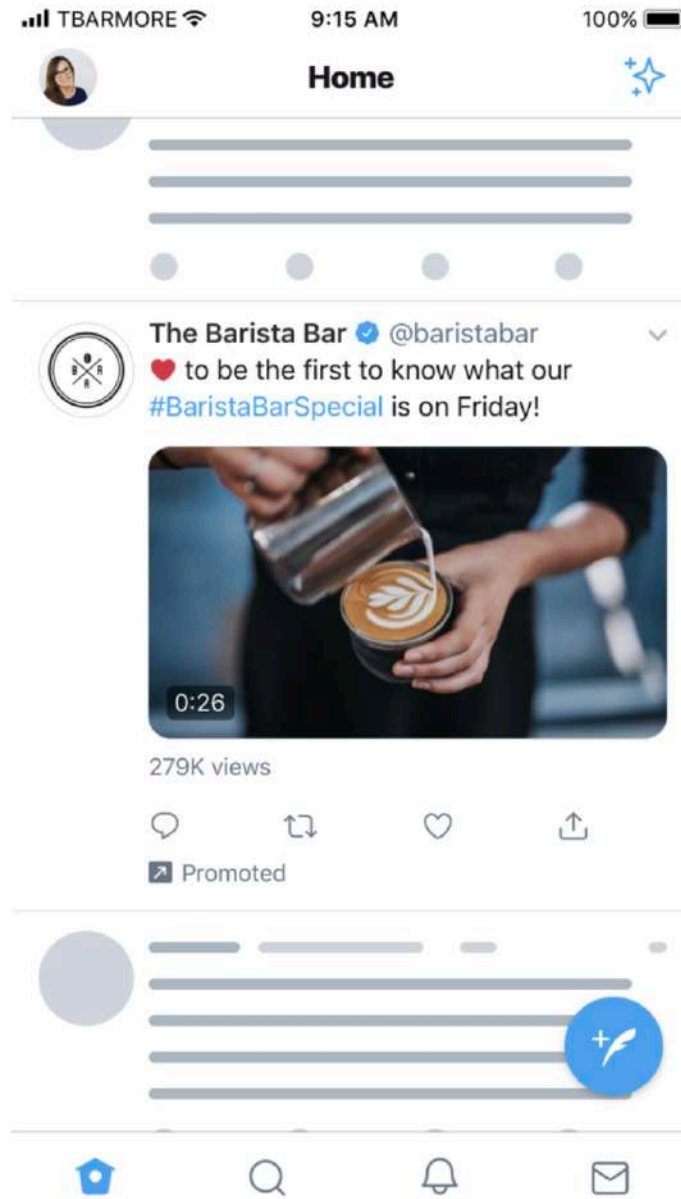 TBARMORE 9:15 AM 100%
Home
The Barista Bar @baristabar
❤️ to be the first to know what our
#BaristaBarSpecial is on Friday!
B A R
R
0:26
279K views
Promoted